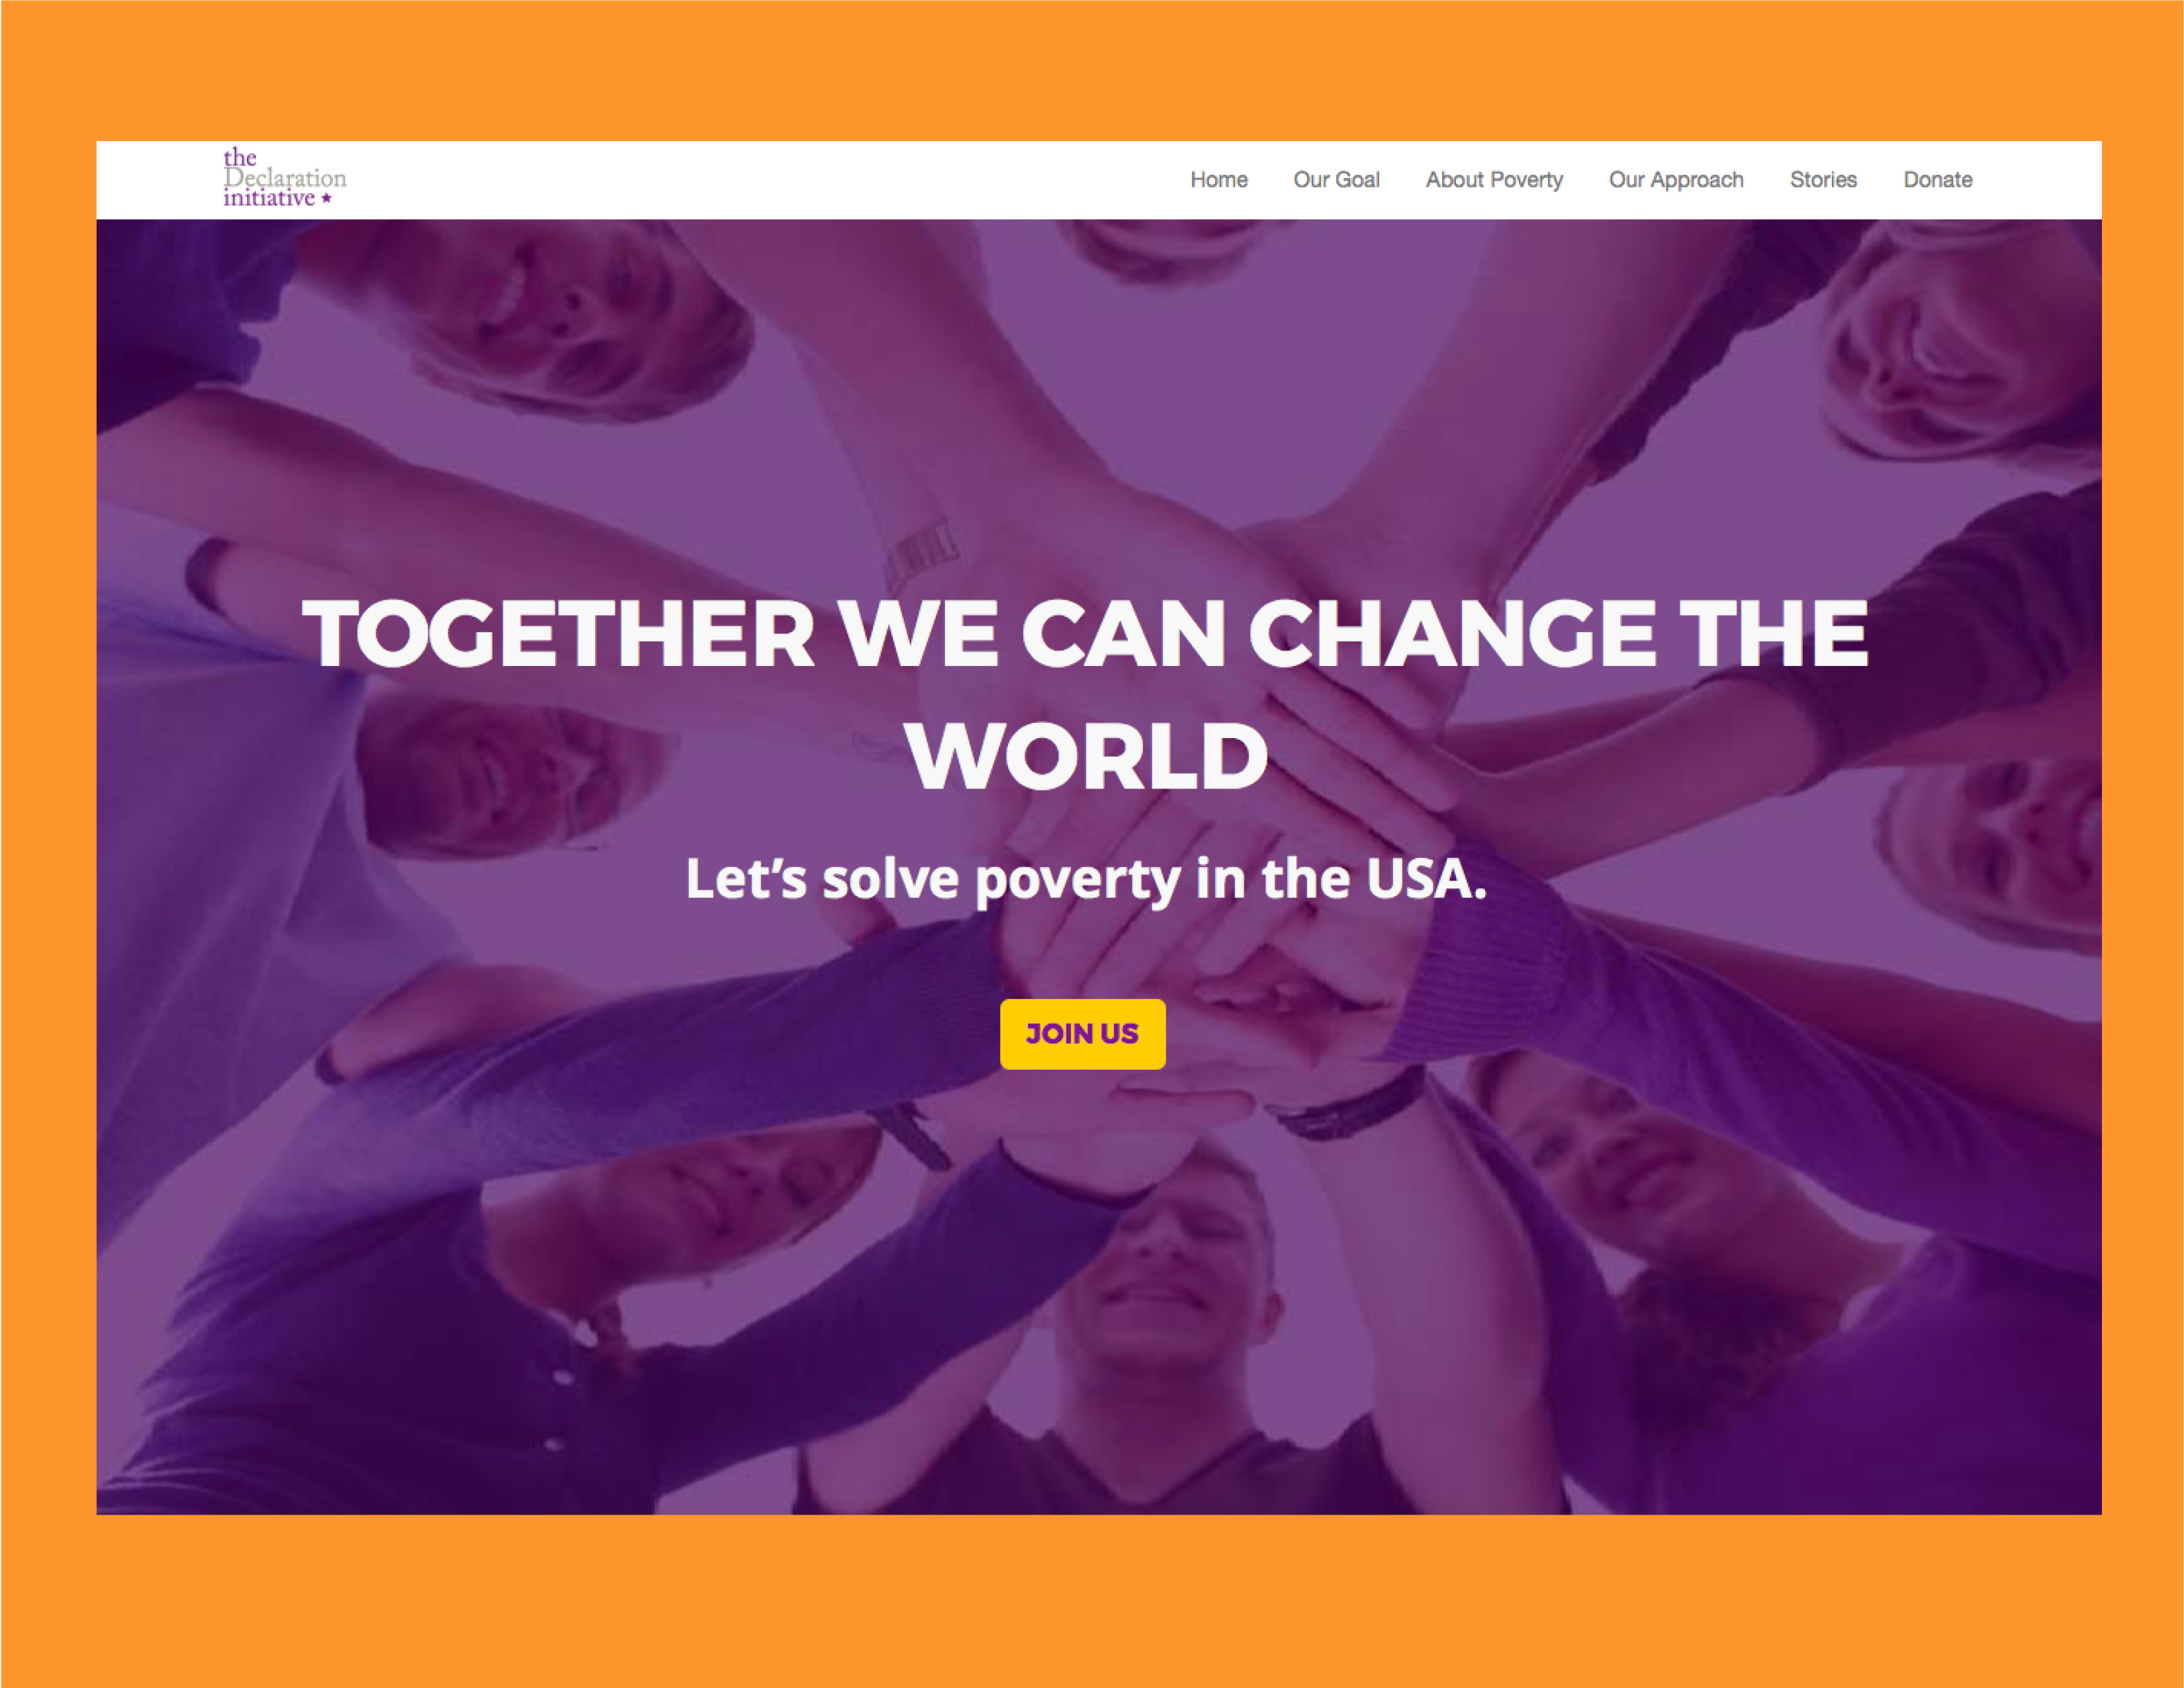 the
Declaration
initiative ★
Home Our Goal About Poverty Our Approach Stories Donate
TOGETHER WE CAN CHANGE THE
WORLD
Let’s solve poverty in the USA.
JOIN US